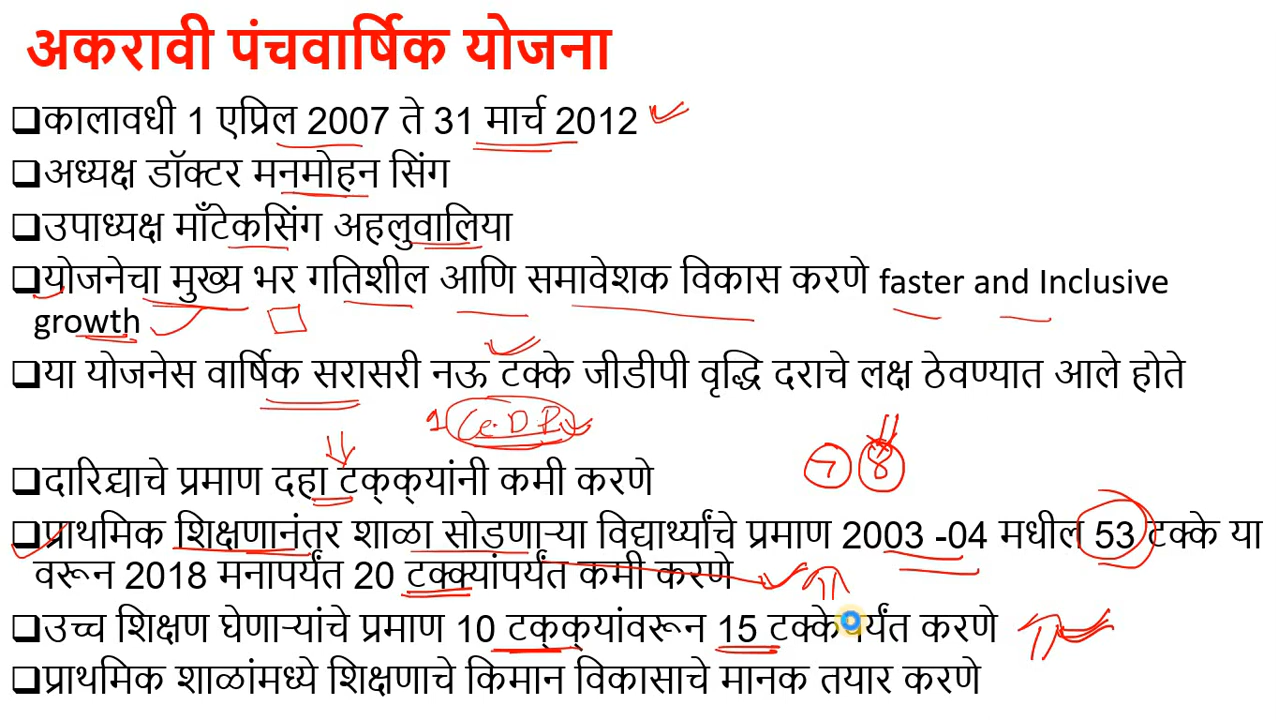 अकरावी पंचवार्षिक योजना
❑कालावधी 1 एप्रिल 2007 ते 31 मार्च 2012
❑अध्यक्ष डॉक्टर मनमोहन सिंग
❑उपाध्यक्ष माँटेकसिंग अहलुवालिया
❑योजनेचा मुख्य भर गतिशील आणि समावेशक विकास करणे faster and Inclusive
growth
❑या योजनेस वार्षिक सरासरी नऊ टक्के जीडीपी वृद्धि दराचे लक्ष ठेवण्यात आले होते
G.D.P
7 8
❑दारिद्र्याचे प्रमाण दहा टक्क्यांनी कमी करणे
❑प्राथमिक शिक्षणानंतर शाळा सोडणाऱ्या विद्यार्थ्यांचे प्रमाण 2003 -04 मधील 53 टक्के या
वरून 2018 मनापर्यंत 20 टक्क्यांपर्यंत कमी करणे
❑उच्च शिक्षण घेणाऱ्यांचे प्रमाण 10 टक्क्यांवरून 15 टक्केपर्यंत करणे
❑प्राथमिक शाळांमध्ये शिक्षणाचे किमान विकासाचे मानक तयार करणे